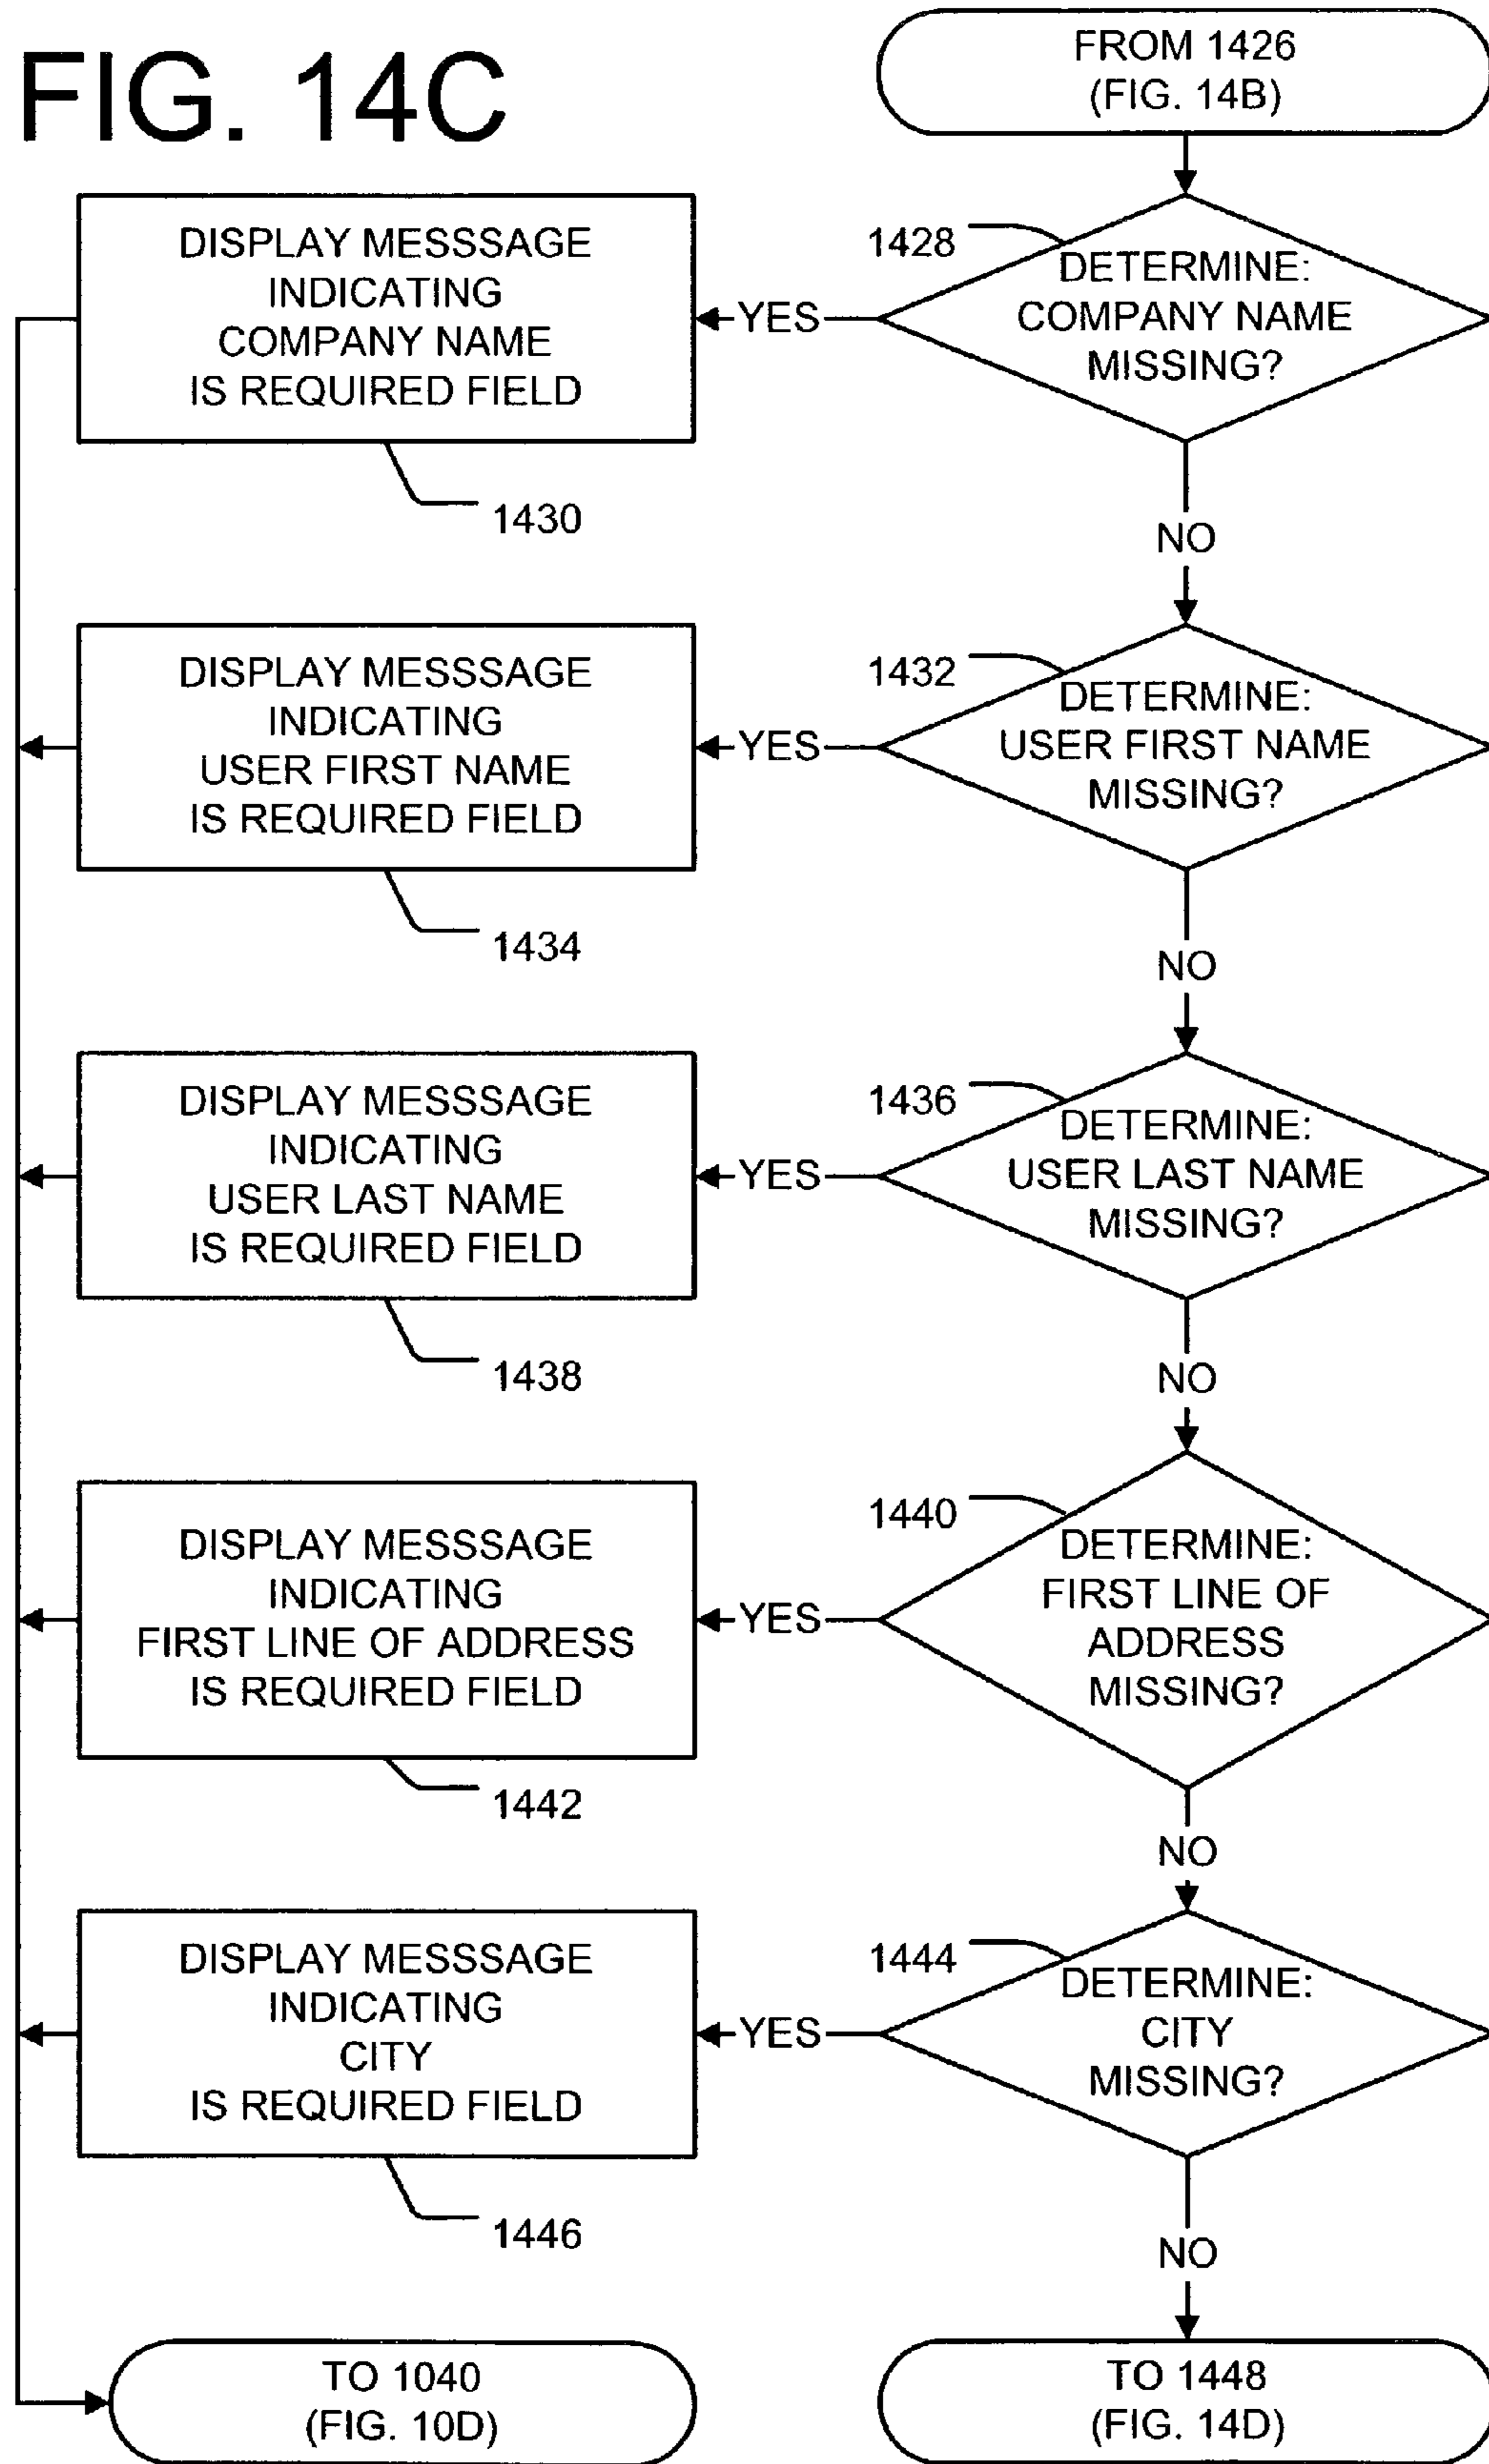 FIG. 14C
FROM 1426
(FIG. 14B)
1428
DETERMINE:
COMPANY NAME
MISSING?
YES
DISPLAY MESSSAGE
INDICATING
COMPANY NAME
IS REQUIRED FIELD
1430
NO
1432
DETERMINE:
USER FIRST NAME
MISSING?
YES
DISPLAY MESSSAGE
INDICATING
USER FIRST NAME
IS REQUIRED FIELD
1434
NO
1436
DETERMINE:
USER LAST NAME
MISSING?
YES
DISPLAY MESSSAGE
INDICATING
USER LAST NAME
IS REQUIRED FIELD
1438
NO
1440
DETERMINE:
FIRST LINE OF
ADDRESS
MISSING?
YES
DISPLAY MESSSAGE
INDICATING
FIRST LINE OF ADDRESS
IS REQUIRED FIELD
1442
NO
1444
DETERMINE:
CITY
MISSING?
YES
DISPLAY MESSSAGE
INDICATING
CITY
IS REQUIRED FIELD
1446
NO
TO 1040
(FIG. 10D)
TO 1448
(FIG. 14D)